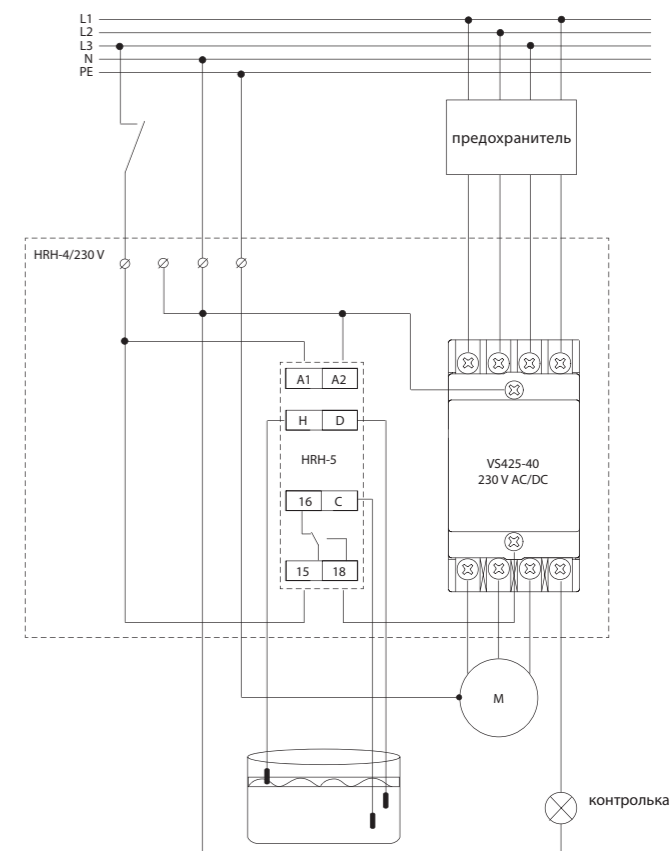 L1
L2
L3
N
PE
предохранитель
HRH-4/230 V
A1 A2
H D
HRH-5
VS425-40
230 V AC/DC
16 C
15 18
M
контролька